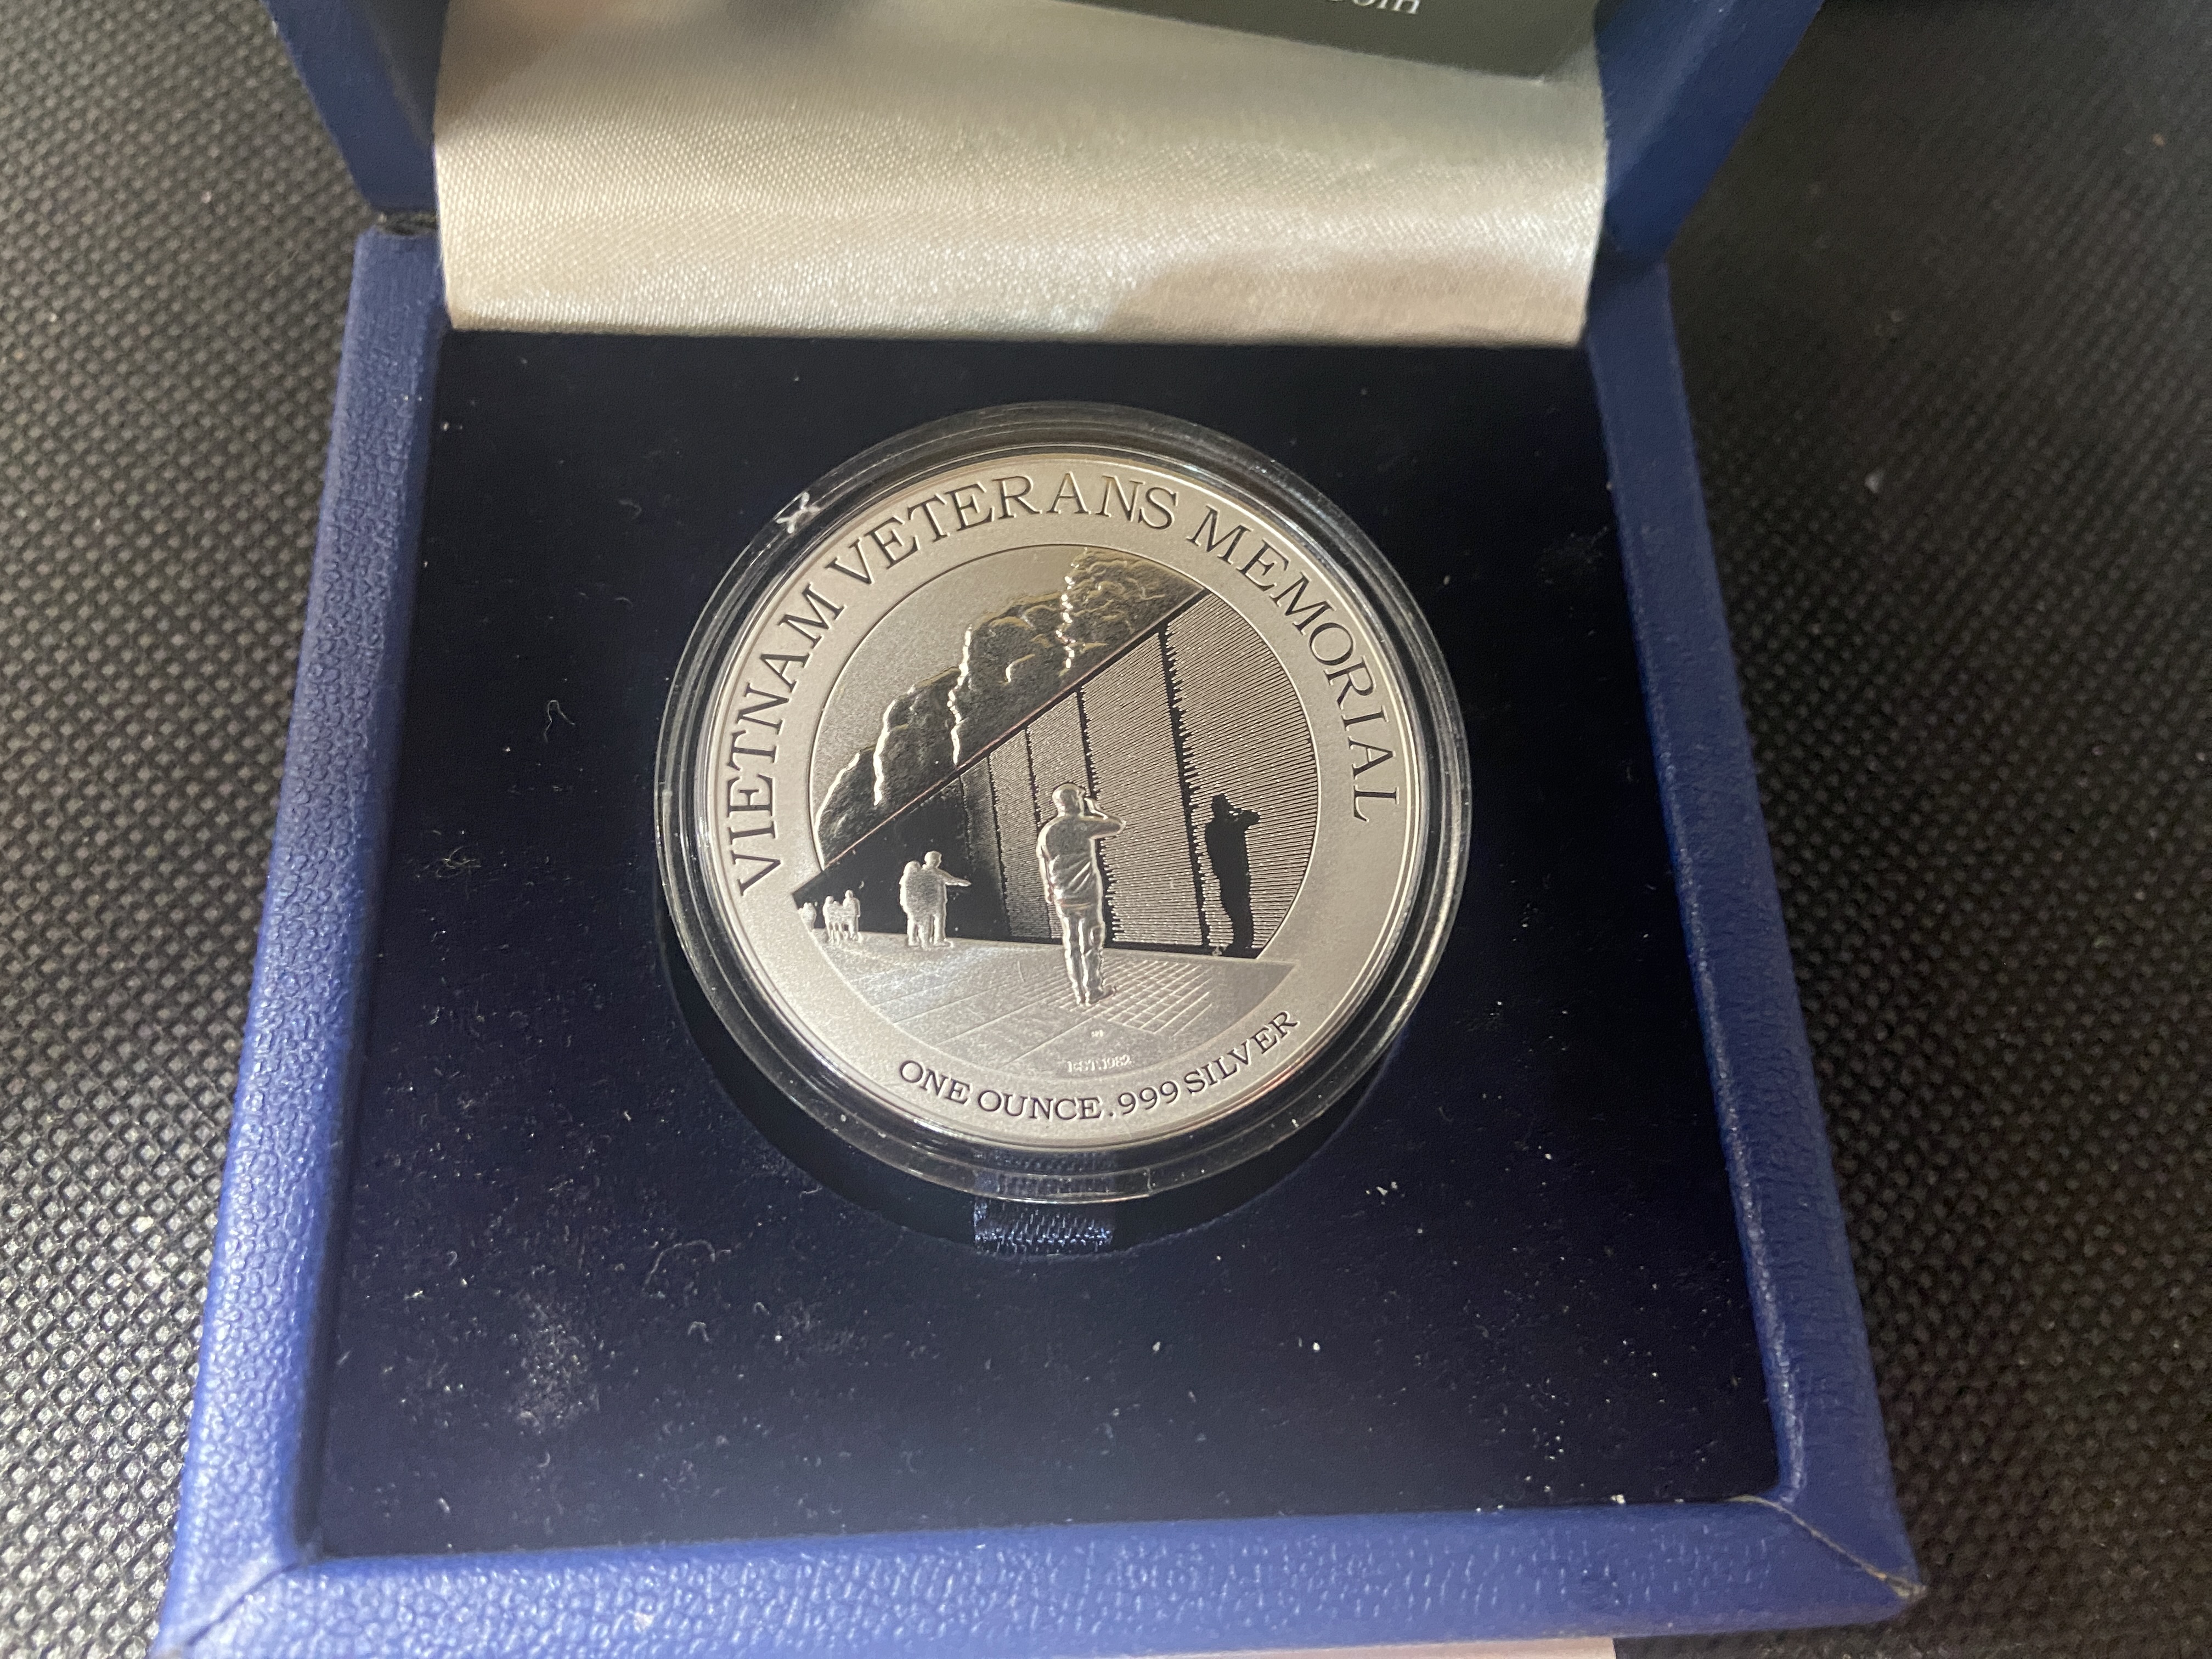 VIETNAM VETERANS MEMORIAL
EST.1982
ONE OUNCE .999 SILVER